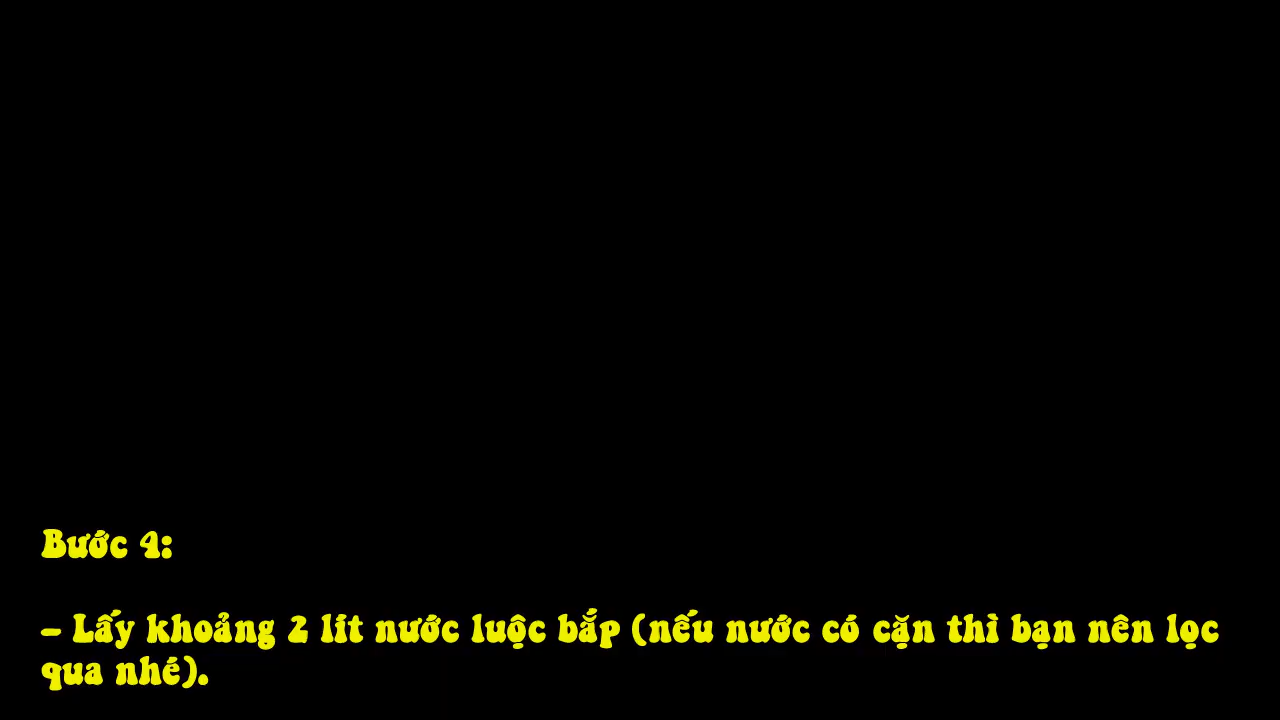 Bước 4:
– Lấy khoảng 2 lít nước luộc bắp (nếu nước có cặn thì bạn nên lọc
qua nhé).